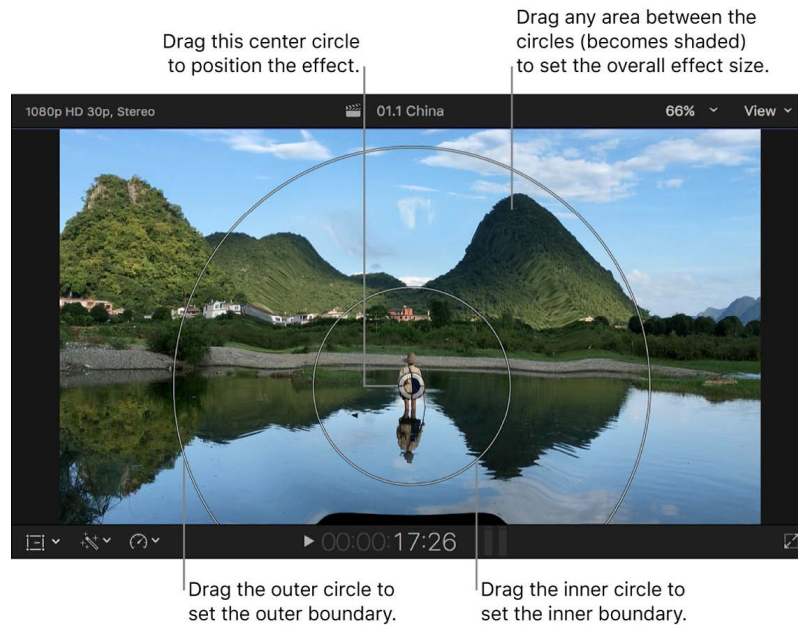 Drag this center circle
to position the effect.
Drag any area between the
circles (becomes shaded)
to set the overall effect size.
1080p HD 30p, Stereo
01.1 China
66%
View
00:00:17:26
Drag the outer circle to
set the outer boundary.
Drag the inner circle to
set the inner boundary.